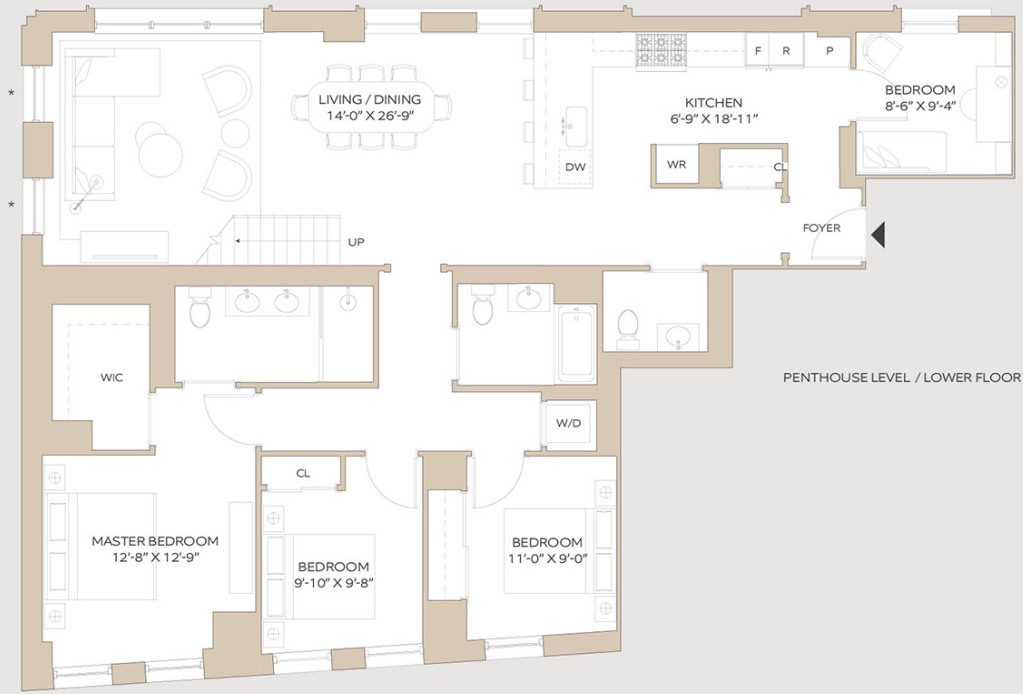 F
R
P
BEDROOM
8'-6" X 9'-4"
*
LIVING / DINING
14'-0" X 26'-9"
KITCHEN
6'-9" X 18'-11"
DW
WR
CL
*
UP
FOYER
WIC
PENTHOUSE LEVEL / LOWER FLOOR
W/D
CL
MASTER BEDROOM
12'-8" X 12'-9"
BEDROOM
9'-10" X 9'-8"
BEDROOM
11'-0" X 9'-0"